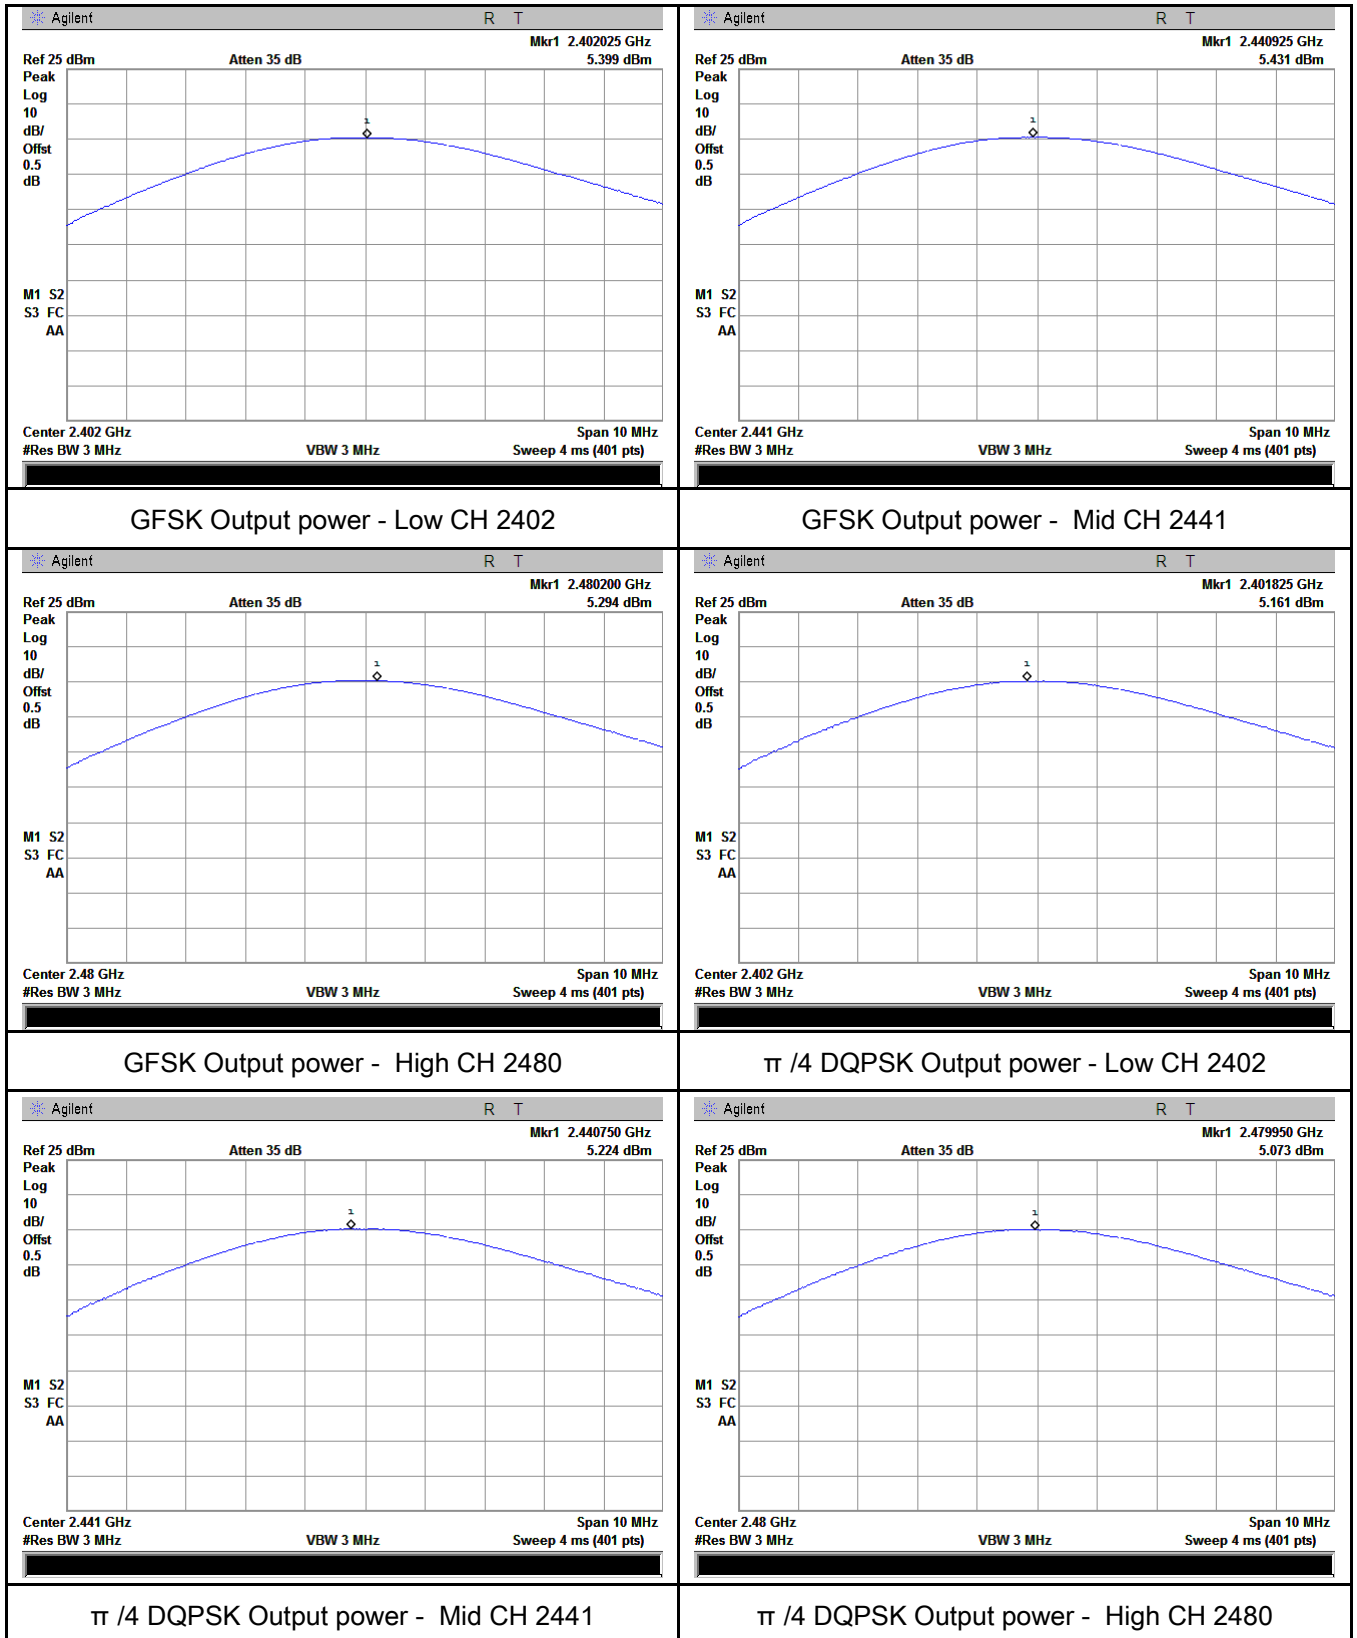 Agilent R T
Mkr1 2.402025 GHz
Ref 25 dBm Atten 35 dB 5.399 dBm
Peak
Log
10
dB/
Offst
0.5
dB
1
M1 S2
S3 FC
AA
Center 2.402 GHz Span 10 MHz
#Res BW 3 MHz VBW 3 MHz Sweep 4 ms (401 pts)
GFSK Output power - Low CH 2402
Agilent R T
Mkr1 2.440925 GHz
Ref 25 dBm Atten 35 dB 5.431 dBm
Peak
Log
10
dB/
Offst
0.5
dB
1
M1 S2
S3 FC
AA
Center 2.441 GHz Span 10 MHz
#Res BW 3 MHz VBW 3 MHz Sweep 4 ms (401 pts)
GFSK Output power - Mid CH 2441
Agilent R T
Mkr1 2.480200 GHz
Ref 25 dBm Atten 35 dB 5.294 dBm
Peak
Log
10
dB/
Offst
0.5
dB
1
M1 S2
S3 FC
AA
Center 2.48 GHz Span 10 MHz
#Res BW 3 MHz VBW 3 MHz Sweep 4 ms (401 pts)
GFSK Output power - High CH 2480
Agilent R T
Mkr1 2.401825 GHz
Ref 25 dBm Atten 35 dB 5.161 dBm
Peak
Log
10
dB/
Offst
0.5
dB
1
M1 S2
S3 FC
AA
Center 2.402 GHz Span 10 MHz
#Res BW 3 MHz VBW 3 MHz Sweep 4 ms (401 pts)
π /4 DQPSK Output power - Low CH 2402
Agilent R T
Mkr1 2.440750 GHz
Ref 25 dBm Atten 35 dB 5.224 dBm
Peak
Log
10
dB/
Offst
0.5
dB
1
M1 S2
S3 FC
AA
Center 2.441 GHz Span 10 MHz
#Res BW 3 MHz VBW 3 MHz Sweep 4 ms (401 pts)
π /4 DQPSK Output power - Mid CH 2441
Agilent R T
Mkr1 2.479950 GHz
Ref 25 dBm Atten 35 dB 5.073 dBm
Peak
Log
10
dB/
Offst
0.5
dB
1
M1 S2
S3 FC
AA
Center 2.48 GHz Span 10 MHz
#Res BW 3 MHz VBW 3 MHz Sweep 4 ms (401 pts)
π /4 DQPSK Output power - High CH 2480